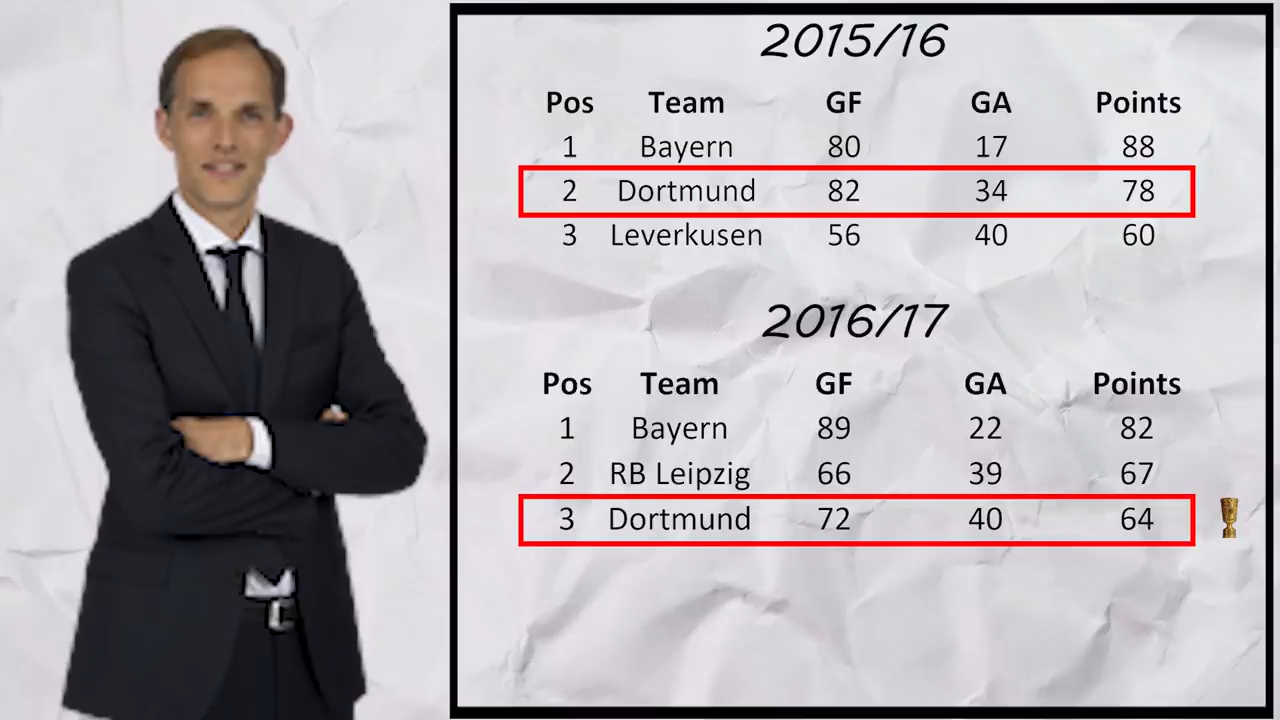 2015/16
Pos Team GF GA Points
1 Bayern 80 17 88
2 Dortmund 82 34 78
3 Leverkusen 56 40 60
2016/17
Pos Team GF GA Points
1 Bayern 89 22 82
2 RB Leipzig 66 39 67
3 Dortmund 72 40 64